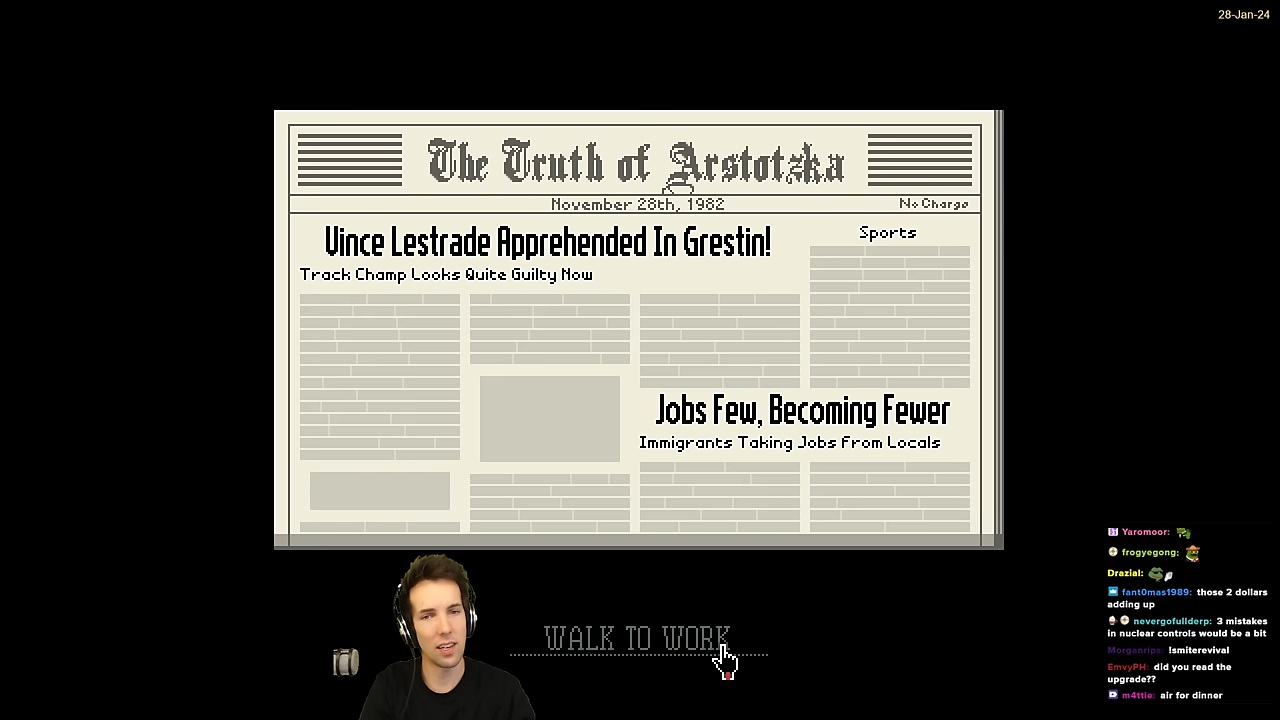 28-Jan-24
The Truth of Arstotzka
November 28th, 1982
No Charge
Vince Lestrade Apprehended In Grestin!
Track Champ Looks Quite Guilty Now
Sports
Jobs Few, Becoming Fewer
Immigrants Taking Jobs From Locals
WALK TO WORK
Yaromoor:
frogyegong:
Drazial:
fant0mas1989: those 2 dollars
adding up
nevergofullderp: 3 mistakes
in nuclear controls would be a bit
Morganrips: !smiterevival
EmvyPH: did you read the
upgrade??
m4ttie: air for dinner